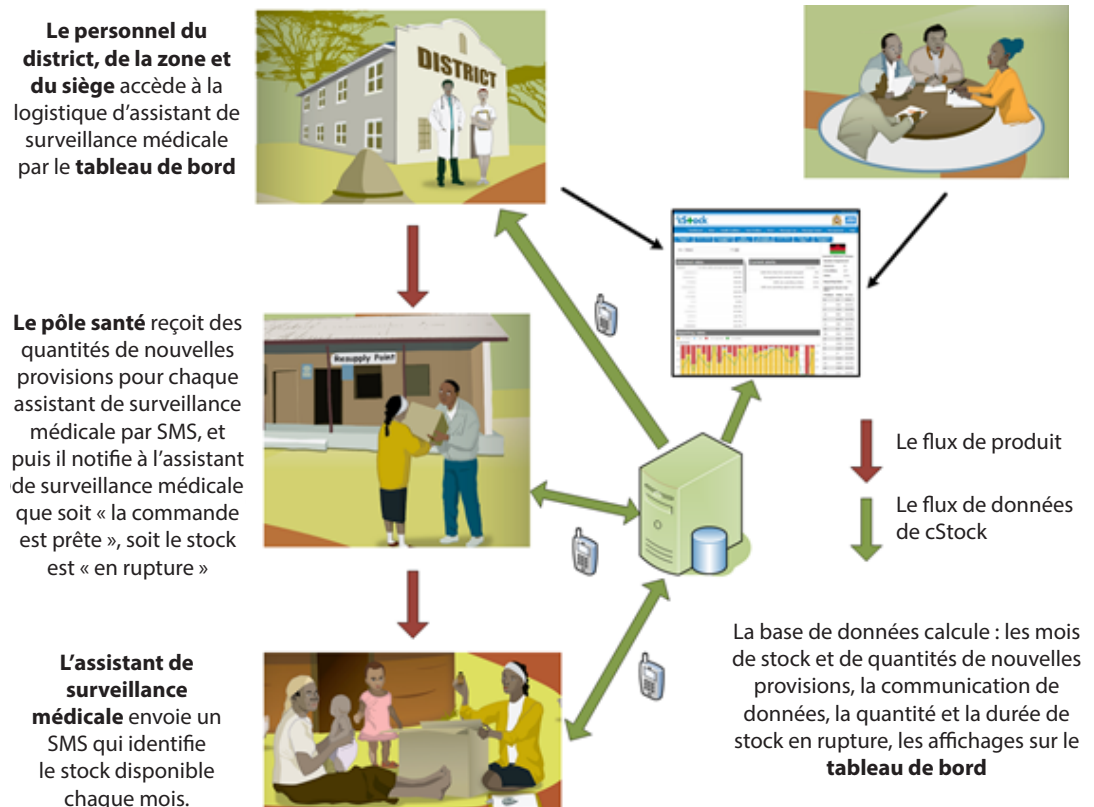 Le personnel du
district, de la zone et
du siège accède à la
logistique d'assistant de
surveillance médicale
par le tableau de bord
DISTRICT
cStock
Le pôle santé reçoit des
quantités de nouvelles
provisions pour chaque
assistant de surveillance
médicale par SMS, et
puis il notifie à l'assistant
de surveillance médicale
que soit « la commande
est prête », soit le stock
est « en rupture »
Resupply Point
Le flux de produit
Le flux de données
de cStock
L'assistant de
surveillance
médicale envoie un
SMS qui identifie
le stock disponible
chaque mois.
La base de données calcule : les mois
de stock et de quantités de nouvelles
provisions, la communication de
données, la quantité et la durée de
stock en rupture, les affichages sur le
tableau de bord